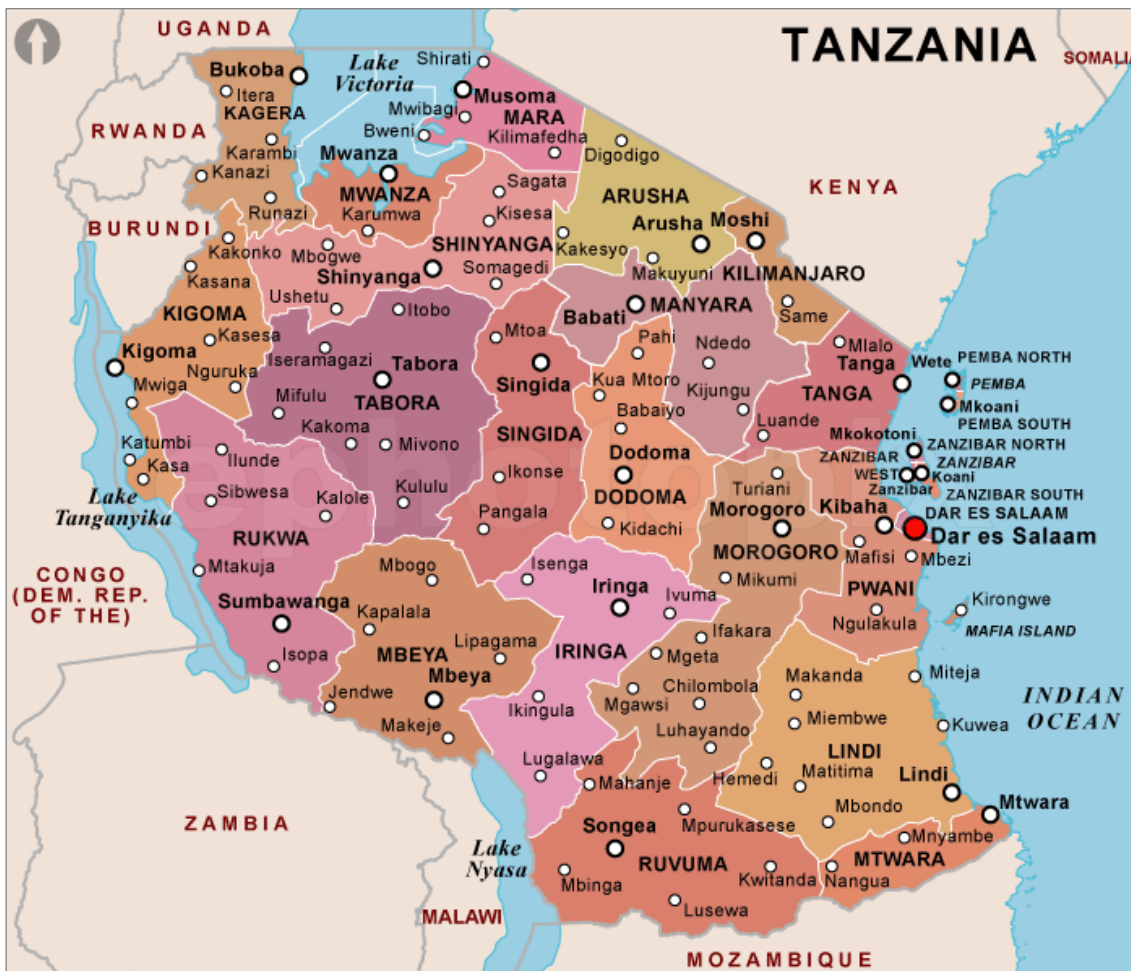 TANZANIA
UGANDA
SOMALIA
Lake
Victoria
Shirati
Bukoba
Itera
KAGERA
Musoma
Mwibagi
MARA
Bweni
Kilimafedha
RWANDA
Karambi
Mwanza
Digodigo
Kanazi
MWANZA
Sagata
KENYA
Runazi
Karumwa
Kisesa
ARUSHA
BURUNDI
Kakonko
Mbogwe
SHINYANGA
Kakesyo
Arusha
Moshi
Kasana
Shinyanga
Somagedi
Makuyuni
KILIMANJARO
Ushetu
Itobo
Babati
MANYARA
Same
KIGOMA
Kasesa
Iseramagazi
Mtoa
Pahi
Ndedo
Mlalo
Kigoma
Nguruka
Tabora
Singida
Kua Mtoro
Kijungu
Tanga
Wete
PEMBA NORTH
PEMBA
Mwiga
Mifulu
TABORA
TANGA
Mkoani
PEMBA SOUTH
Babaiyo
Luande
Katumbi
Kakoma
Mivono
SINGIDA
Mkokotoni
ZANZIBAR NORTH
Kasa
Ilunde
Dodoma
ZANZIBAR
WEST
ZANZIBAR
Koani
Lake
Tanganyika
Sibwesa
Kalole
Kululu
Ikonse
DODOMA
Turiani
Zanzibar
ZANZIBAR SOUTH
Pangala
Kidachi
Morogoro
Kibaha
DAR ES SALAAM
Dar es Salaam
RUKWA
MOROGORO
Mafisi
Mbezi
CONGO
(DEM. REP.
OF THE)
Mtakuja
Mbogo
Isenga
Iringa
Mikumi
PWANI
Sumbawanga
Kapalala
Ivuma
Ngulakula
Kirongwe
MAFIA ISLAND
Isopa
MBEYA
Lipagama
IRINGA
Ifakara
Mgeta
Mbeya
Makanda
Miteja
Jendwe
Ikingula
Mgawsi
Chilombola
INDIAN
OCEAN
Makeje
Miembwe
Kuwea
Luhayando
Lugalawa
LINDI
Mahanje
Hemedi
Matitima
Lindi
Mtwara
ZAMBIA
Mpurukasese
Mbondo
Mnyambe
Lake
Nyasa
Songea
RUVUMA
MTWARA
Mbinga
Kwitanda
Nangua
Lusewa
MALAWI
MOZAMBIQUE